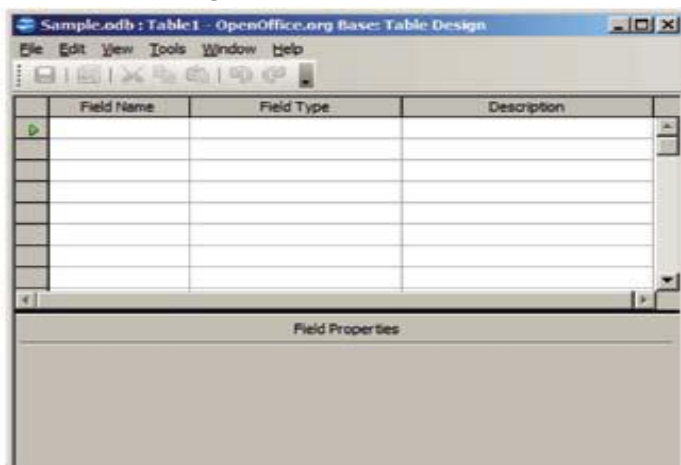 Sample.odb : Table1 - OpenOffice.org Base: Table Design
File Edit View Tools Window Help
Field Name Field Type Description
Field Properties